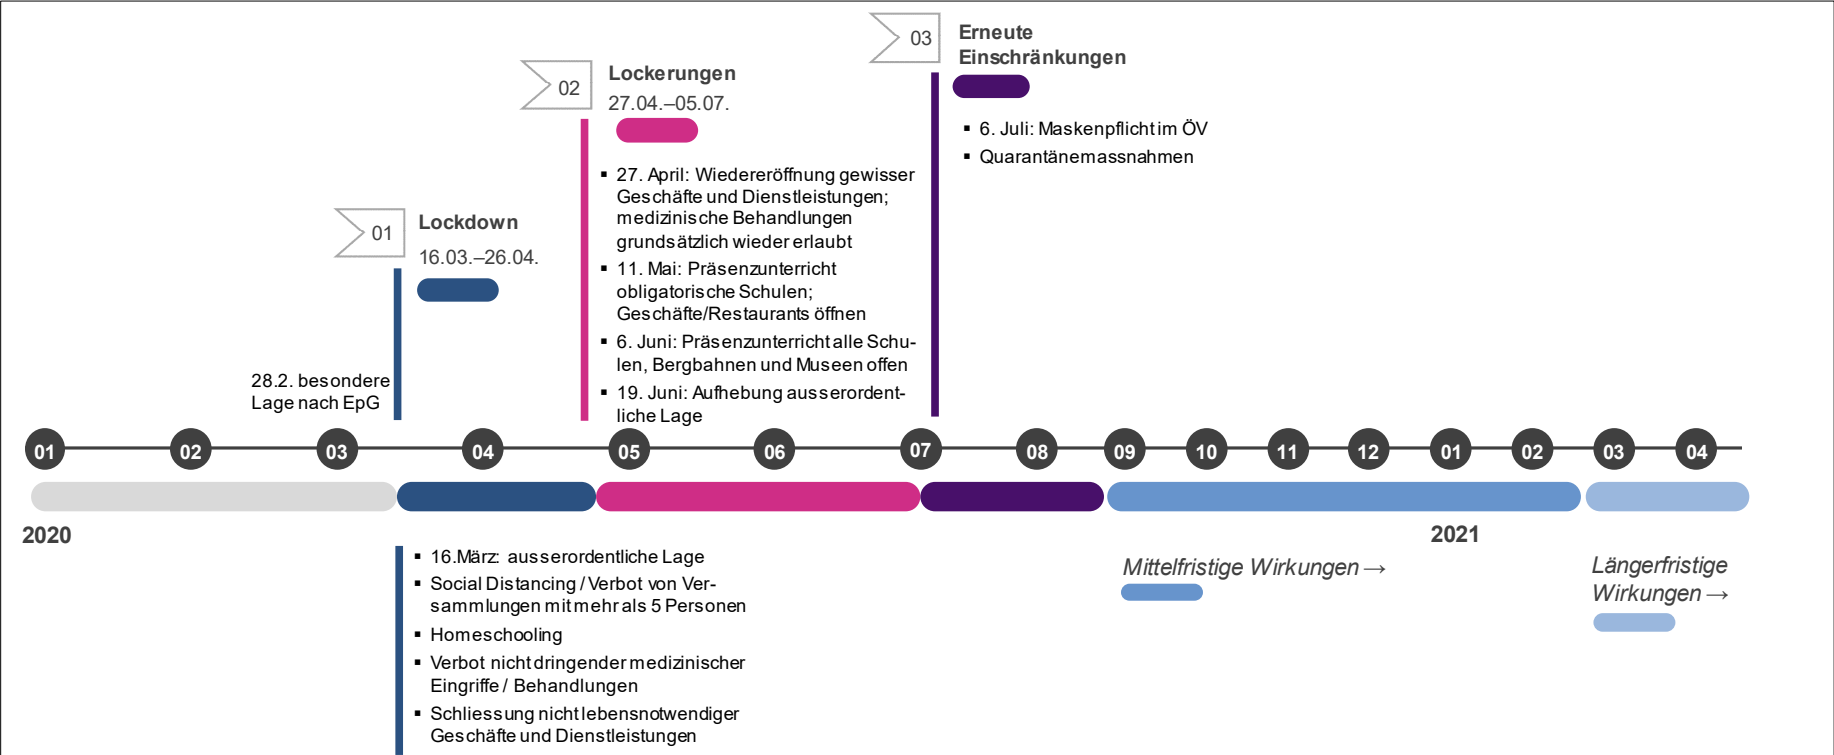 03
Erneute
Einschränkungen
6. Juli: Maskenpflicht im ÖV
Quarantänemassnahmen
02
Lockerungen
27.04.–05.07.
27. April: Wiedereröffnung gewisser
Geschäfte und Dienstleistungen;
medizinische Behandlungen
grundsätzlich wieder erlaubt
11. Mai: Präsenzunterricht
obligatorische Schulen;
Geschäfte/Restaurants öffnen
6. Juni: Präsenzunterricht alle Schu-
len, Bergbahnen und Museen offen
19. Juni: Aufhebung ausserordent-
liche Lage
01
Lockdown
16.03.–26.04.
28.2. besondere
Lage nach EpG
01 02 03 04 05 06 07 08 09 10 11 12 01 02 03 04
2020 2021
16.März: ausserordentliche Lage
Social Distancing / Verbot von Ver-
sammlungen mit mehr als 5 Personen
Homeschooling
Verbot nicht dringender medizinischer
Eingriffe / Behandlungen
Schliessung nicht lebensnotwendiger
Geschäfte und Dienstleistungen
Mittelfristige Wirkungen →
Längerfristige
Wirkungen →